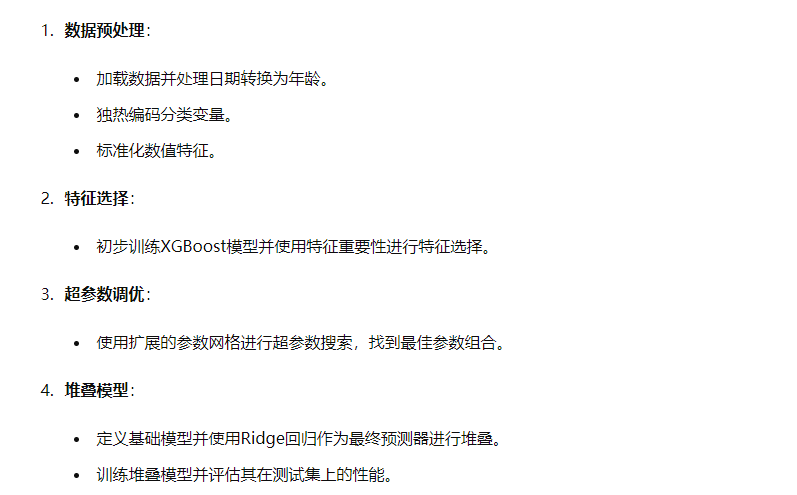 1. 数据预处理：
• 加载数据并处理日期转换为年龄。
• 独热编码分类变量。
• 标准化数值特征。
2. 特征选择：
• 初步训练XGBoost模型并使用特征重要性进行特征选择。
3. 超参数调优：
• 使用扩展的参数网格进行超参数搜索，找到最佳参数组合。
4. 堆叠模型：
• 定义基础模型并使用Ridge回归作为最终预测器进行堆叠。
• 训练堆叠模型并评估其在测试集上的性能。